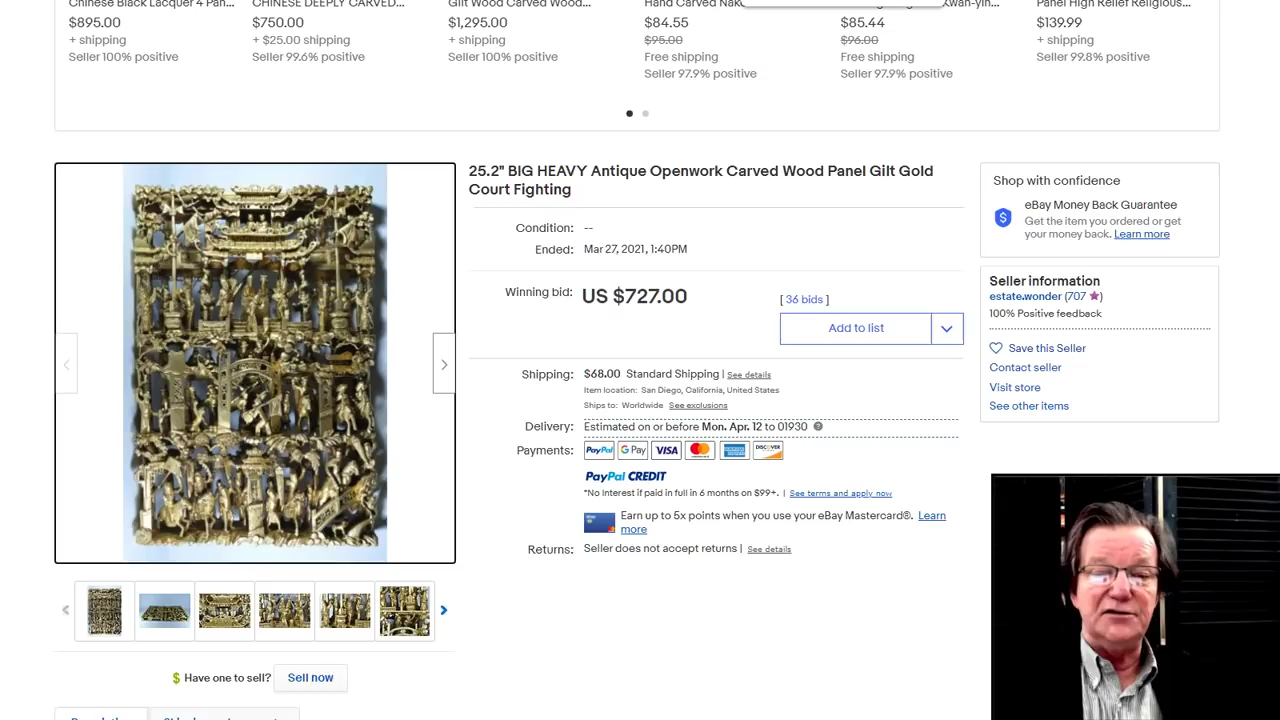 Chinese Black Lacquer 4 Pan...
CHINESE DEEPLY CARVED...
Gilt Wood Carved Wood...
Hand Carved Nak
Kwan-yin...
Panel High Relief Religious...
$895.00
$750.00
$1,295.00
$84.55
$85.44
$139.99
+ shipping
+ $25.00 shipping
+ shipping
$95.00
$96.00
+ shipping
Seller 100% positive
Seller 99.6% positive
Seller 100% positive
Free shipping
Free shipping
Seller 99.8% positive
Seller 97.9% positive
Seller 97.9% positive
25.2" BIG HEAVY Antique Openwork Carved Wood Panel Gilt Gold
Court Fighting
Condition: --
Ended: Mar 27, 2021, 1:40PM
Winning bid: US $727.00
[ 36 bids ]
Add to list
Shipping: $68.00 Standard Shipping | See details
Item location: San Diego, California, United States
Ships to: Worldwide See exclusions
Delivery: Estimated on or before Mon. Apr. 12 to 01930
Payments: PayPal G Pay VISA mastercard DISCOVER
PayPal CREDIT
*No Interest if paid in full in 6 months on $99+. | See terms and apply now
Earn up to 5x points when you use your eBay Mastercard®. Learn
more
Returns: Seller does not accept returns | See details
Shop with confidence
eBay Money Back Guarantee
Get the item you ordered or get
your money back. Learn more
Seller information
estate.wonder (707 ★)
100% Positive feedback
Save this Seller
Contact seller
Visit store
See other items
$ Have one to sell? Sell now